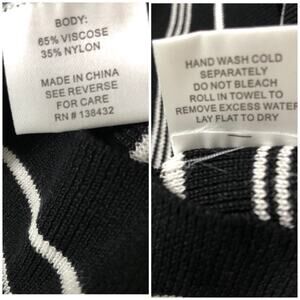 BODY:
65% VISCOSE
35% NYLON
MADE IN CHINA
SEE REVERSE
FOR CARE
RN # 138432
HAND WASH COLD
SEPARATELY
DO NOT BLEACH
ROLL IN TOWEL TO
REMOVE EXCESS WATER
LAY FLAT TO DRY